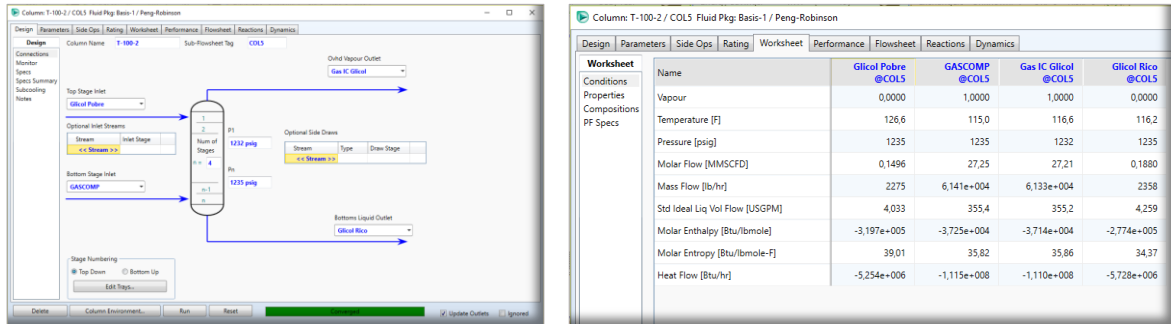 Column: T-100-2 / COL5 Fluid Pkg: Basis-1 / Peng-Robinson
Design Parameters Side Ops Rating Worksheet Performance Flowsheet Reactions Dynamics
Design
Connections
Monitor
Specs
Specs Summary
Subcooling
Notes
Column Name T-100-2 Sub-Flowsheet Tag COL5
Ovhd Vapour Outlet
Gas IC Glicol
Top Stage Inlet
Glicol Pobre
Optional Inlet Streams
Stream Inlet Stage
<< Stream >>
Bottom Stage Inlet
GASCOMP
1
2
Num of
Stages
n = 4
n-1
n
P1
1232 psig
Pn
1235 psig
Optional Side Draws
Stream Type Draw Stage
<< Stream >>
Bottoms Liquid Outlet
Glicol Rico
Stage Numbering
Top Down Bottom Up
Edit Trays...
Delete Column Environment... Run Reset Converged Update Outlets Ignored
Column: T-100-2 / COL5 Fluid Pkg: Basis-1 / Peng-Robinson
Design Parameters Side Ops Rating Worksheet Performance Flowsheet Reactions Dynamics
Worksheet
Conditions
Properties
Compositions
PF Specs
Name Glicol Pobre @COL5 GASCOMP @COL5 Gas IC Glicol @COL5 Glicol Rico @COL5
Vapour 0,0000 1,0000 1,0000 0,0000
Temperature [F] 126,6 115,0 116,6 116,2
Pressure [psig] 1235 1235 1232 1235
Molar Flow [MMSCFD] 0,1496 27,25 27,21 0,1880
Mass Flow [lb/hr] 2275 6,141e+004 6,133e+004 2358
Std Ideal Liq Vol Flow [USGPM] 4,033 355,4 355,2 4,259
Molar Enthalpy [Btu/lbmole] -3,197e+005 -3,725e+004 -3,714e+004 -2,774e+005
Molar Entropy [Btu/lbmole-F] 39,01 35,82 35,86 34,37
Heat Flow [Btu/hr] -5,254e+006 -1,115e+008 -1,110e+008 -5,728e+006